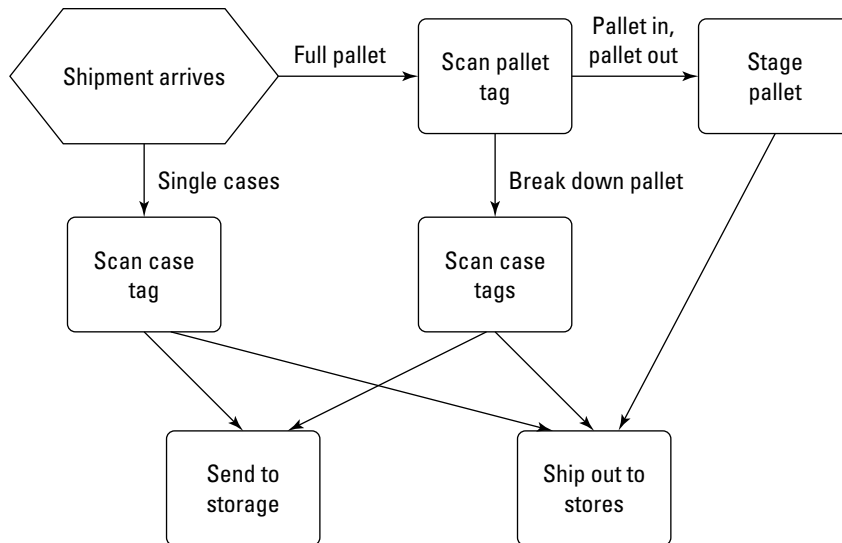 Shipment arrives
Full pallet
Scan pallet
tag
Pallet in,
pallet out
Stage
pallet
Single cases
Break down pallet
Scan case
tag
Scan case
tags
Send to
storage
Ship out to
stores